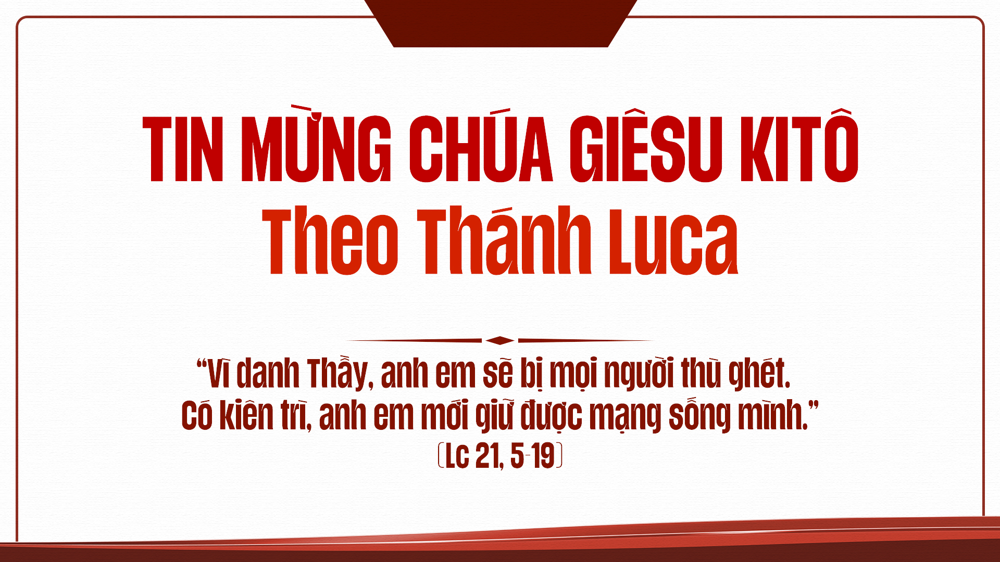 TIN MỪNG CHÚA GIÊSU KITÔ
Theo Thánh Luca
“Vì danh Thầy, anh em sẽ bị mọi người thù ghét.
Có kiên trì, anh em mới giữ được mạng sống mình.”
(Lc 21, 5-19)